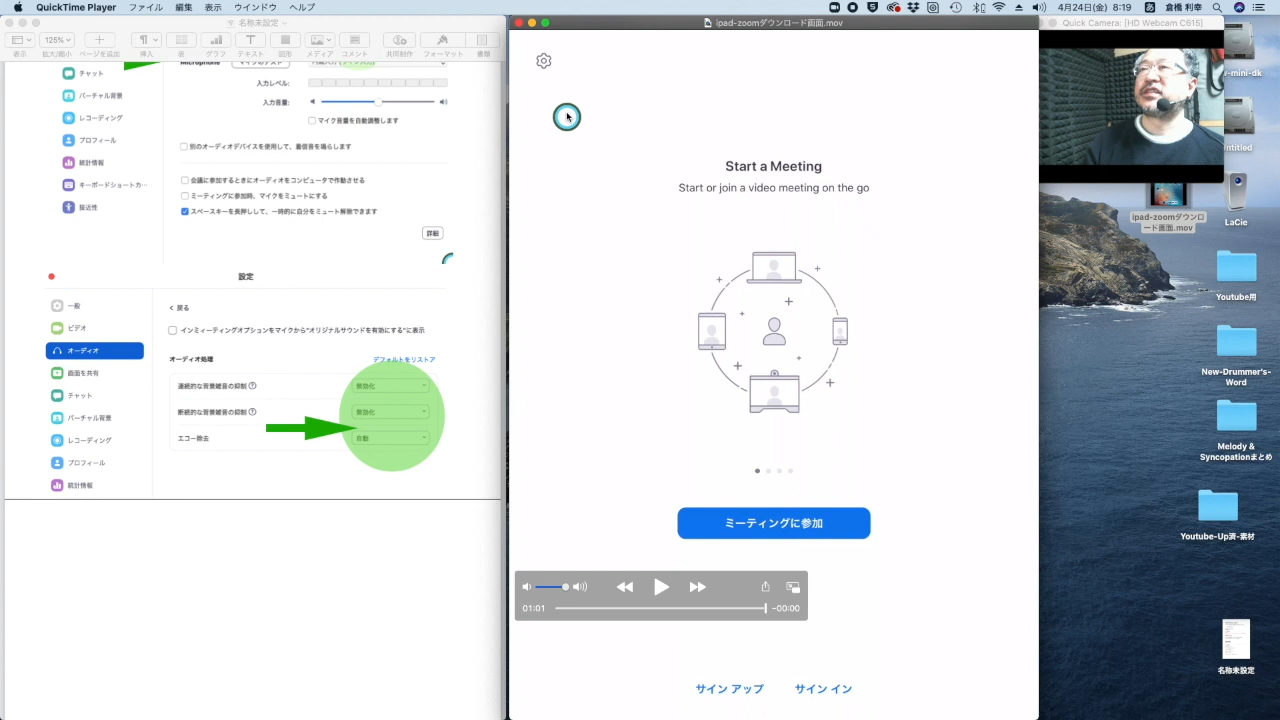 QuickTime Player ファイル 編集 表示 ウインドウ ヘルプ
4月24日(金) 8:19 倉橋利幸
名称未設定
125%
表示 拡大/縮小 ページを追加 挿入 表 グラフ テキスト 図形 メディア コメント 共同制作 フォーマット 書類
チャット
バーチャル背景
レコーディング
プロフィール
統計情報
キーボードショートカ…
接近性
Microphone マイクのテスト
入力レベル:
入力音量:
マイク音量を自動調整します
別のオーディオデバイスを使用して、着信音を鳴らします
会議に参加するときにオーディオをコンピュータで作動させる
ミーティングに参加時、マイクをミュートにする
スペースキーを長押しして、一時的に自分をミュート解除できます
詳細
設定
一般
ビデオ
オーディオ
画面を共有
チャット
バーチャル背景
レコーディング
プロフィール
統計情報
戻る
インミィーティングオプションをマイクから"オリジナルサウンドを有効にする"に表示
オーディオ処理
デフォルトをリストア
連続的な背景雑音の抑制
無効化
断続的な背景雑音の抑制
無効化
エコー除去
自動
ipad-zoomダウンロード画面.mov
Start a Meeting
Start or join a video meeting on the go
ミーティングに参加
01:01
-00:00
サイン アップ サイン イン
Quick Camera: [HD Webcam C615]
ntitled
ipad-zoomダウンロ
ード画面.mov
LaCie
Youtube用
New-Drummer's-
Word
Melody &
Syncopationまとめ
Youtube-Up済-素材
名称未設定